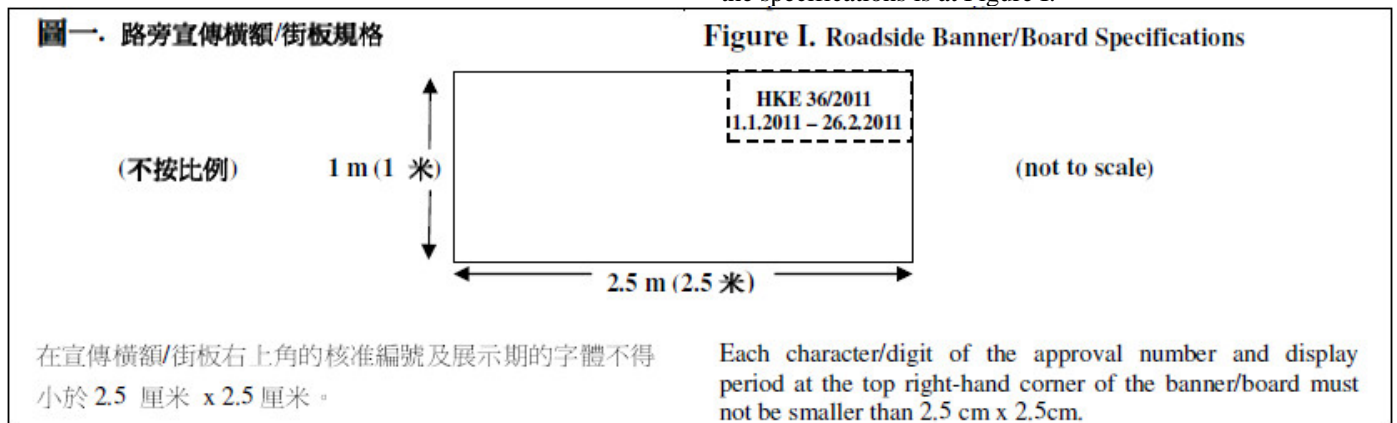 the specifications is at Figure I.
圖一. 路旁宣傳橫額/街板規格
Figure I. Roadside Banner/Board Specifications
HKE 36/2011
1.1.2011 – 26.2.2011
(不按比例)
1 m (1 米)
(not to scale)
2.5 m (2.5 米)
在宣傳橫額/街板右上角的核准編號及展示期的字體不得
小於 2.5 厘米 x 2.5 厘米。
Each character/digit of the approval number and display
period at the top right-hand corner of the banner/board must
not be smaller than 2.5 cm x 2.5cm.